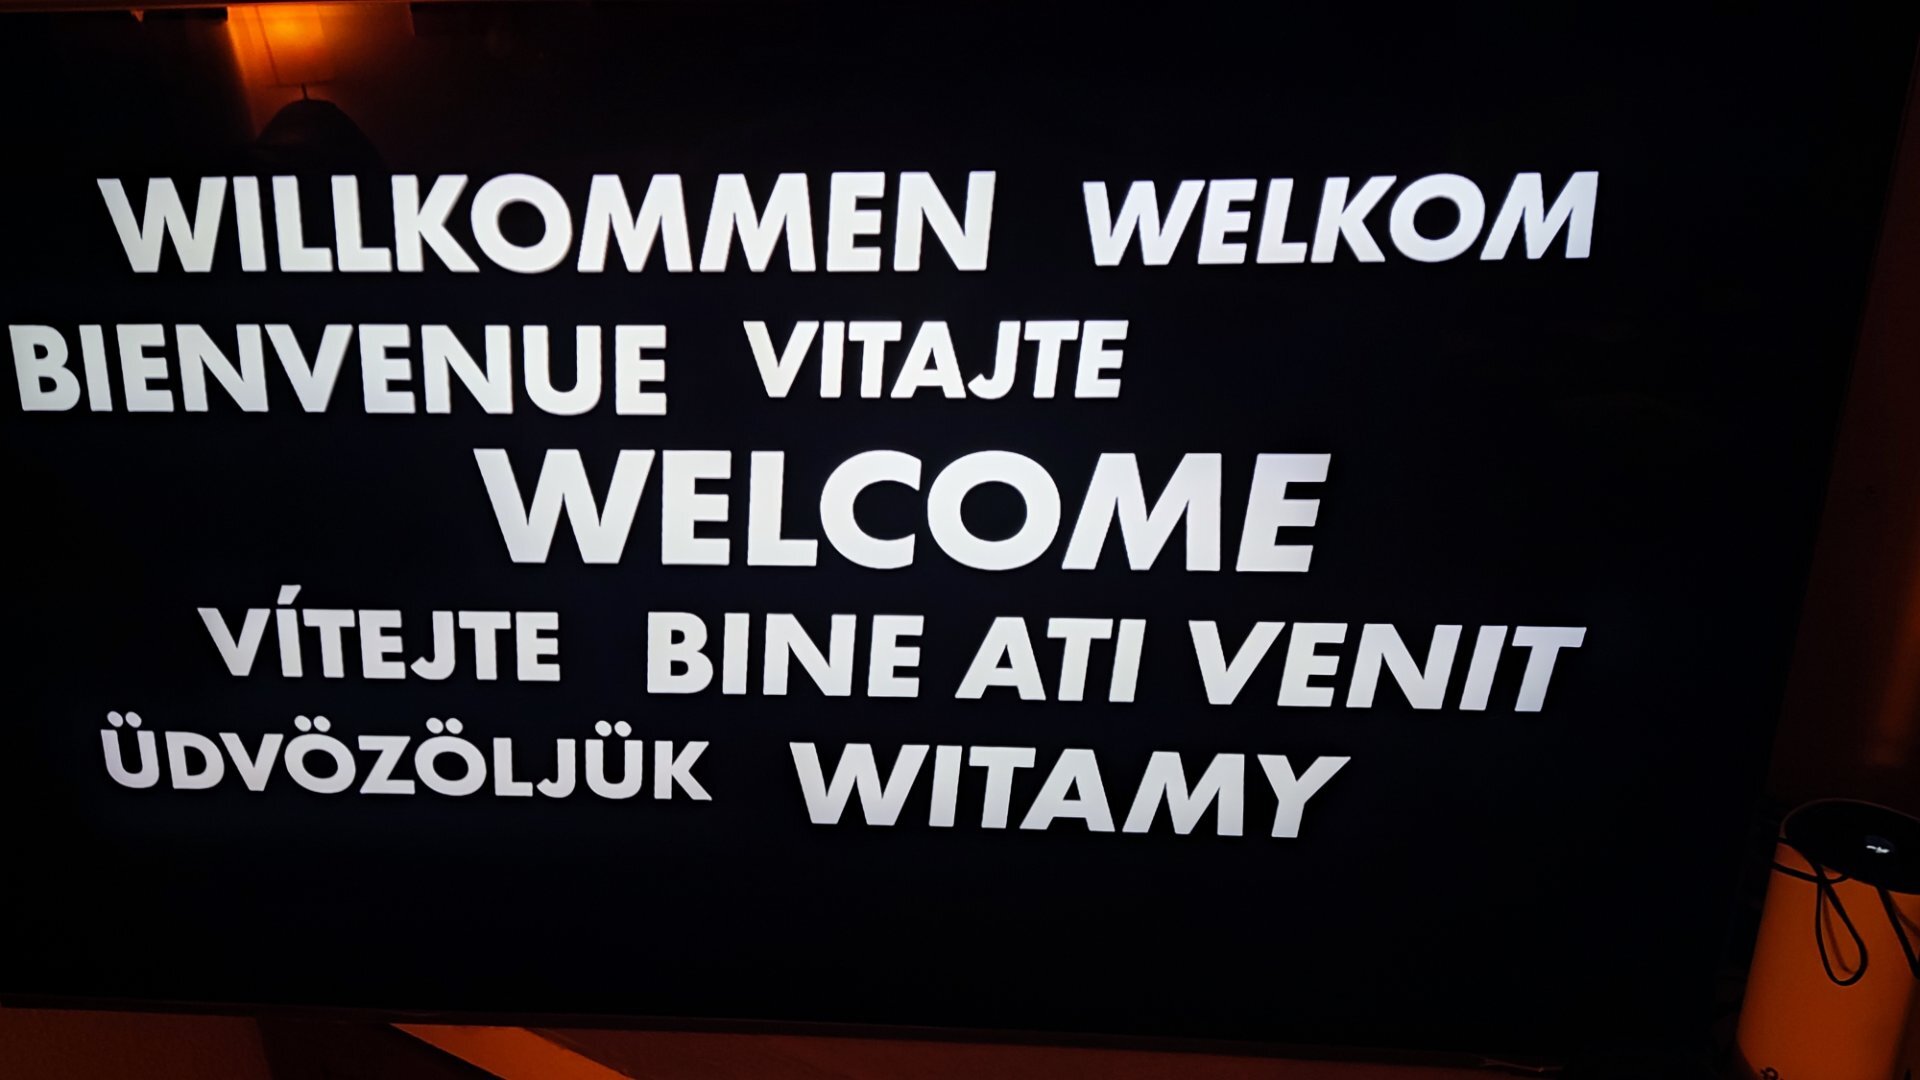 WILLKOMMEN WELKOM
BIENVENUE VITAJTE
WELCOME
VÍTEJTE BINE ATI VENIT
ÜDVÖZÖLJÜK WITAMY